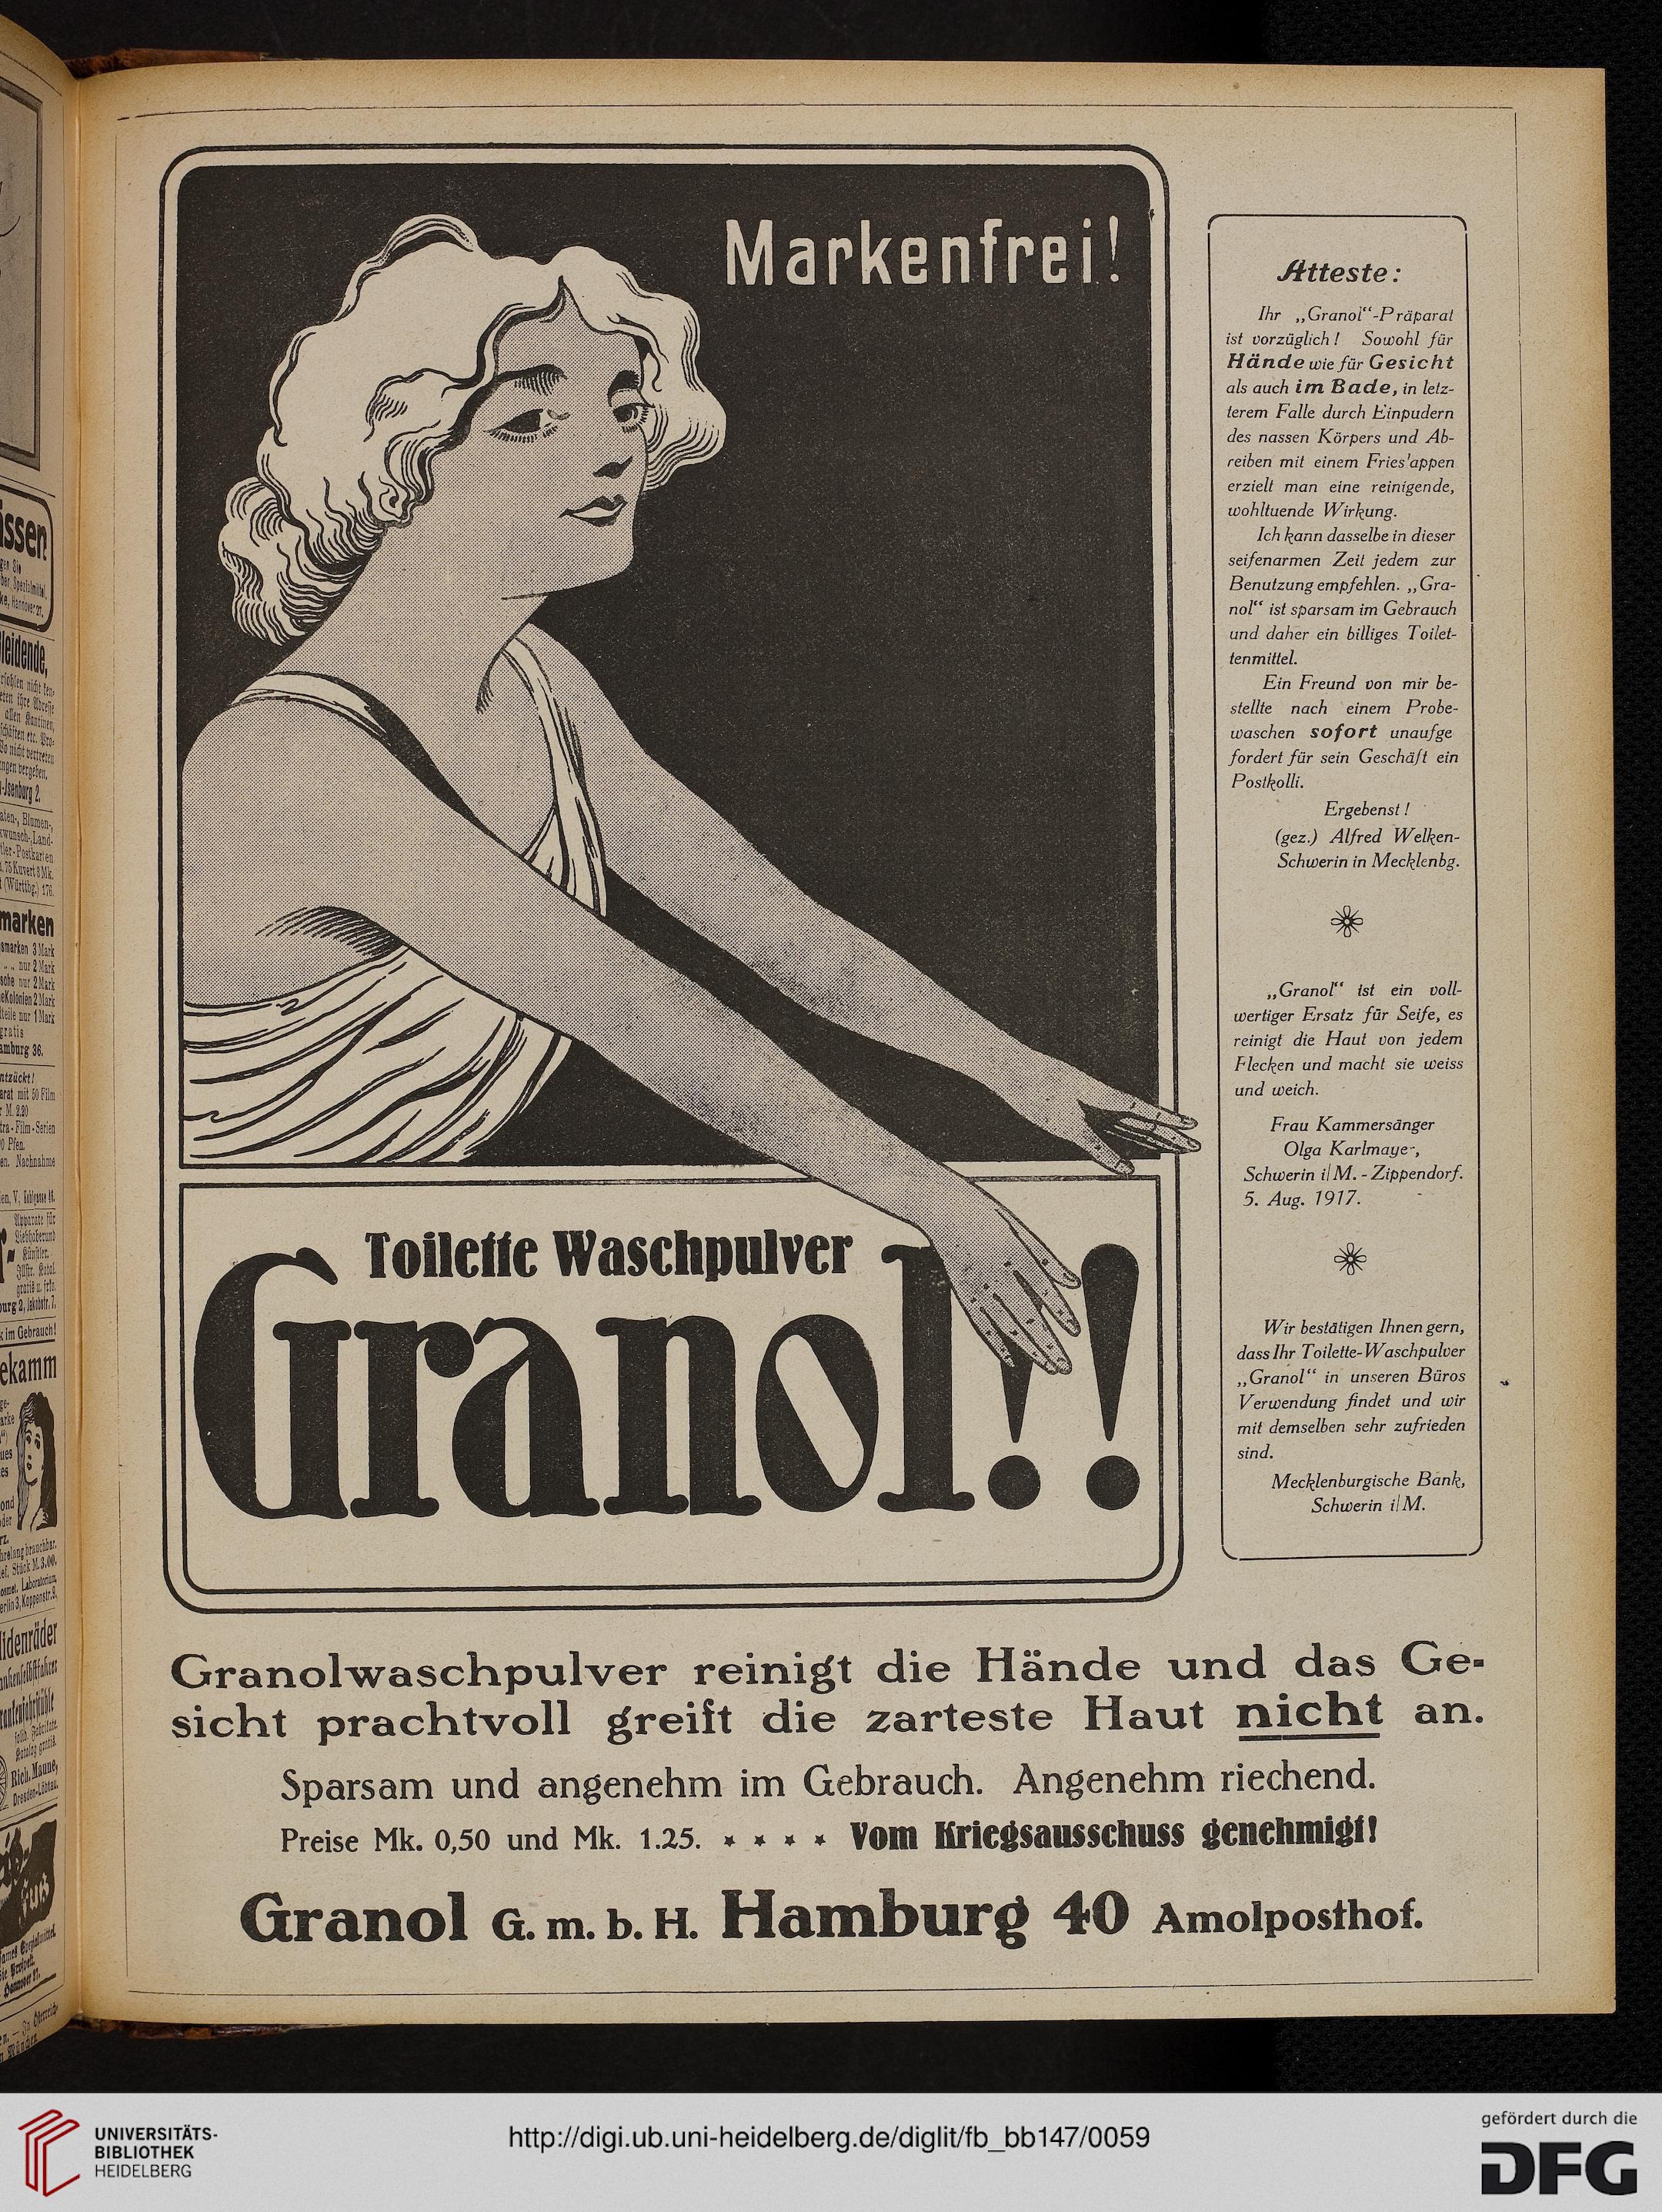 Markenfrei!
Toilette Waschpulver
Granol!!
Atteste:
Ihr „Granol“-Präparat
ist vorzüglich! Sowohl für
Hände wie für Gesicht
als auch im Bade, in letz-
terem Falle durch Einpudern
des nassen Körpers und Ab-
reiben mit einem Fries'appen
erzielt man eine reinigende,
wohltuende Wirkung.
Ich kann dasselbe in dieser
seifenarmen Zeit jedem zur
Benutzung empfehlen. „Gra-
nol“ ist sparsam im Gebrauch
und daher ein billiges Toilet-
tenmittel.
Ein Freund von mir be-
stellte nach einem Probe-
waschen sofort unaufge
fordert für sein Geschäft ein
Postkolli.
Ergebenst!
(gez.) Alfred Welken-
Schwerin in Mecklenbg.
„Granol“ ist ein voll-
wertiger Ersatz für Seife, es
reinigt die Haut von jedem
Flecken und macht sie weiss
und weich.
Frau Kammersänger
Olga Karlmayer,
Schwerin i/M. - Zippendorf.
5. Aug. 1917.
Wir bestätigen Ihnen gern,
dass Ihr Toilette-Waschpulver
„Granol“ in unseren Büros
Verwendung findet und wir
mit demselben sehr zufrieden
sind.
Mecklenburgische Bank,
Schwerin i/M.
Granolwaschpulver reinigt die Hände und das Ge-
sicht prachtvoll greift die zarteste Haut nicht an.
Sparsam und angenehm im Gebrauch. Angenehm riechend.
Preise Mk. 0,50 und Mk. 1.25. * * * * Vom Kriegsausschuss genehmigt!
Granol G. m. b. H. Hamburg 40 Amolposthof.
UNIVERSITÄTS-
BIBLIOTHEK
HEIDELBERG
http://digi.ub.uni-heidelberg.de/diglit/fb_bb147/0059
gefördert durch die
DFG